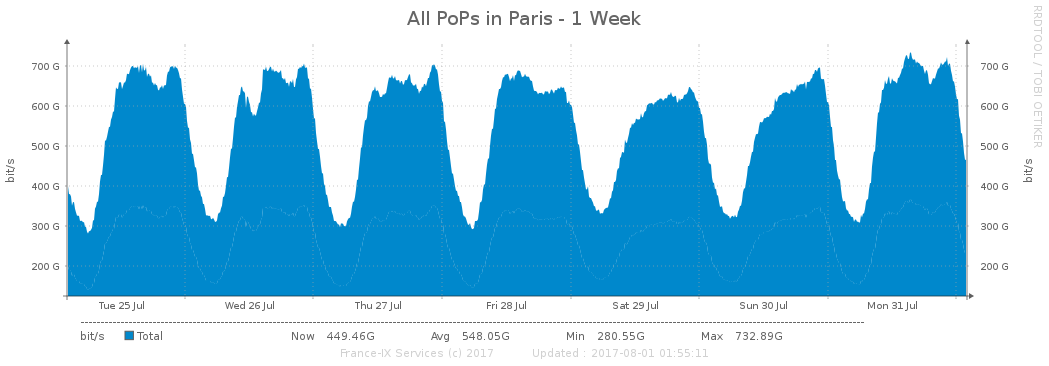 All PoPs in Paris - 1 Week
RRDTOOL / TOBI OETIKER
700 G 700 G
600 G 600 G
500 G 500 G
400 G 400 G
300 G 300 G
200 G 200 G
bit/s bit/s
Tue 25 Jul Wed 26 Jul Thu 27 Jul Fri 28 Jul Sat 29 Jul Sun 30 Jul Mon 31 Jul
bit/s Total Now 449.46G Avg 548.05G Min 280.55G Max 732.89G
France-IX Services (c) 2017 Updated : 2017-08-01 01:55:11